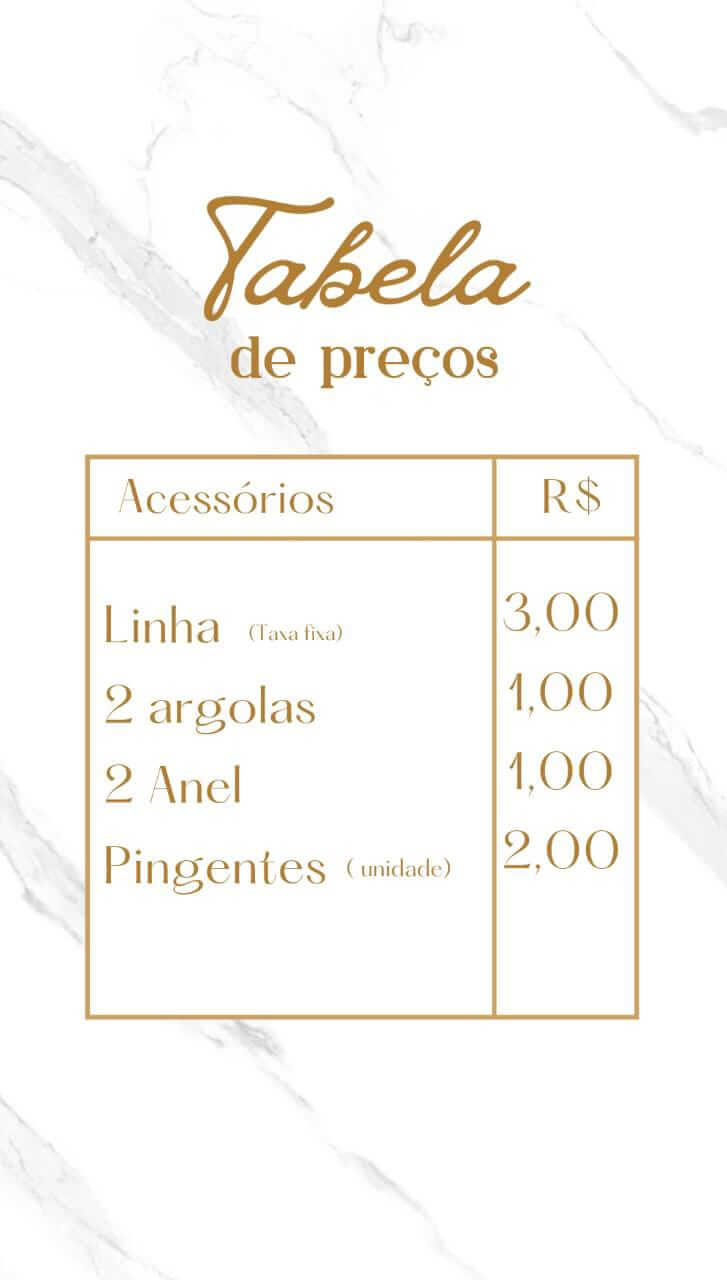 Tabela
de preços
Acessórios R$
Linha (Taxa fixa) 3,00
2 argolas 1,00
2 Anel 1,00
Pingentes ( unidade) 2,00